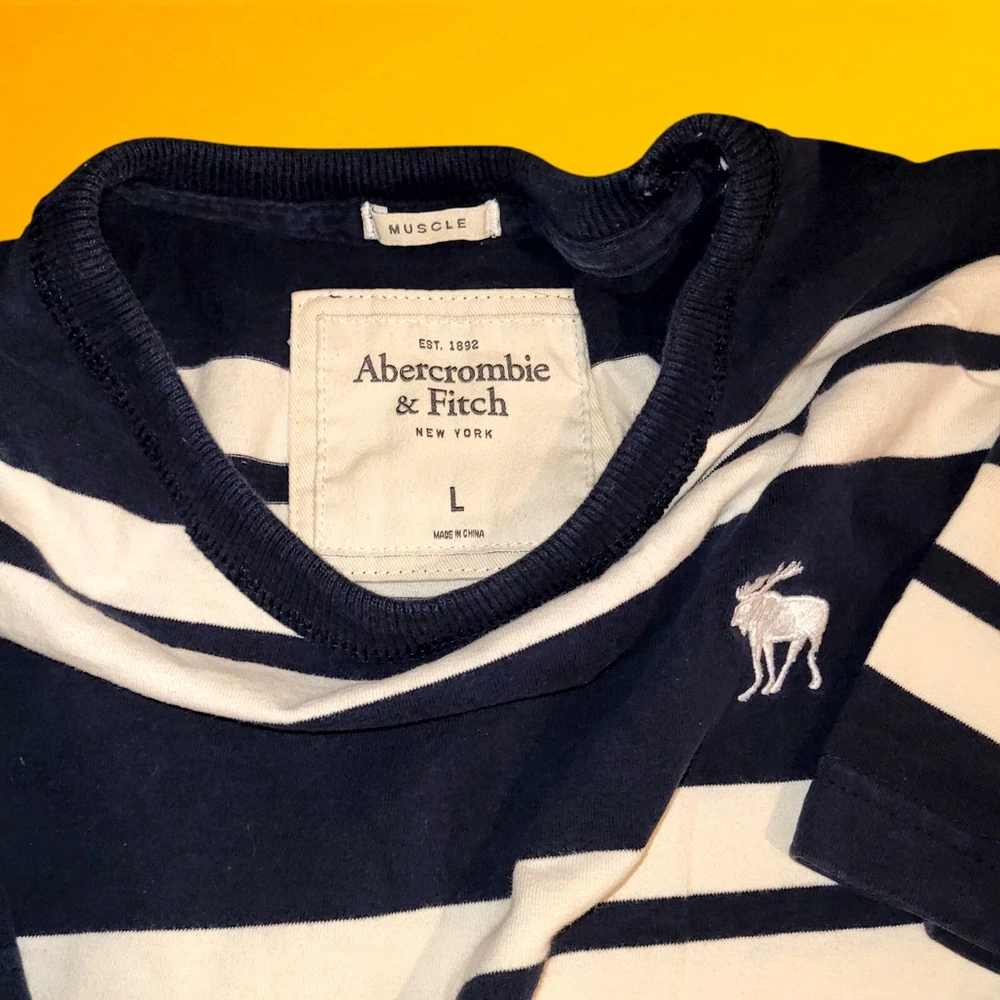 MUSCLE
EST. 1892
Abercrombie
& Fitch
NEW YORK
L
MADE IN CHINA